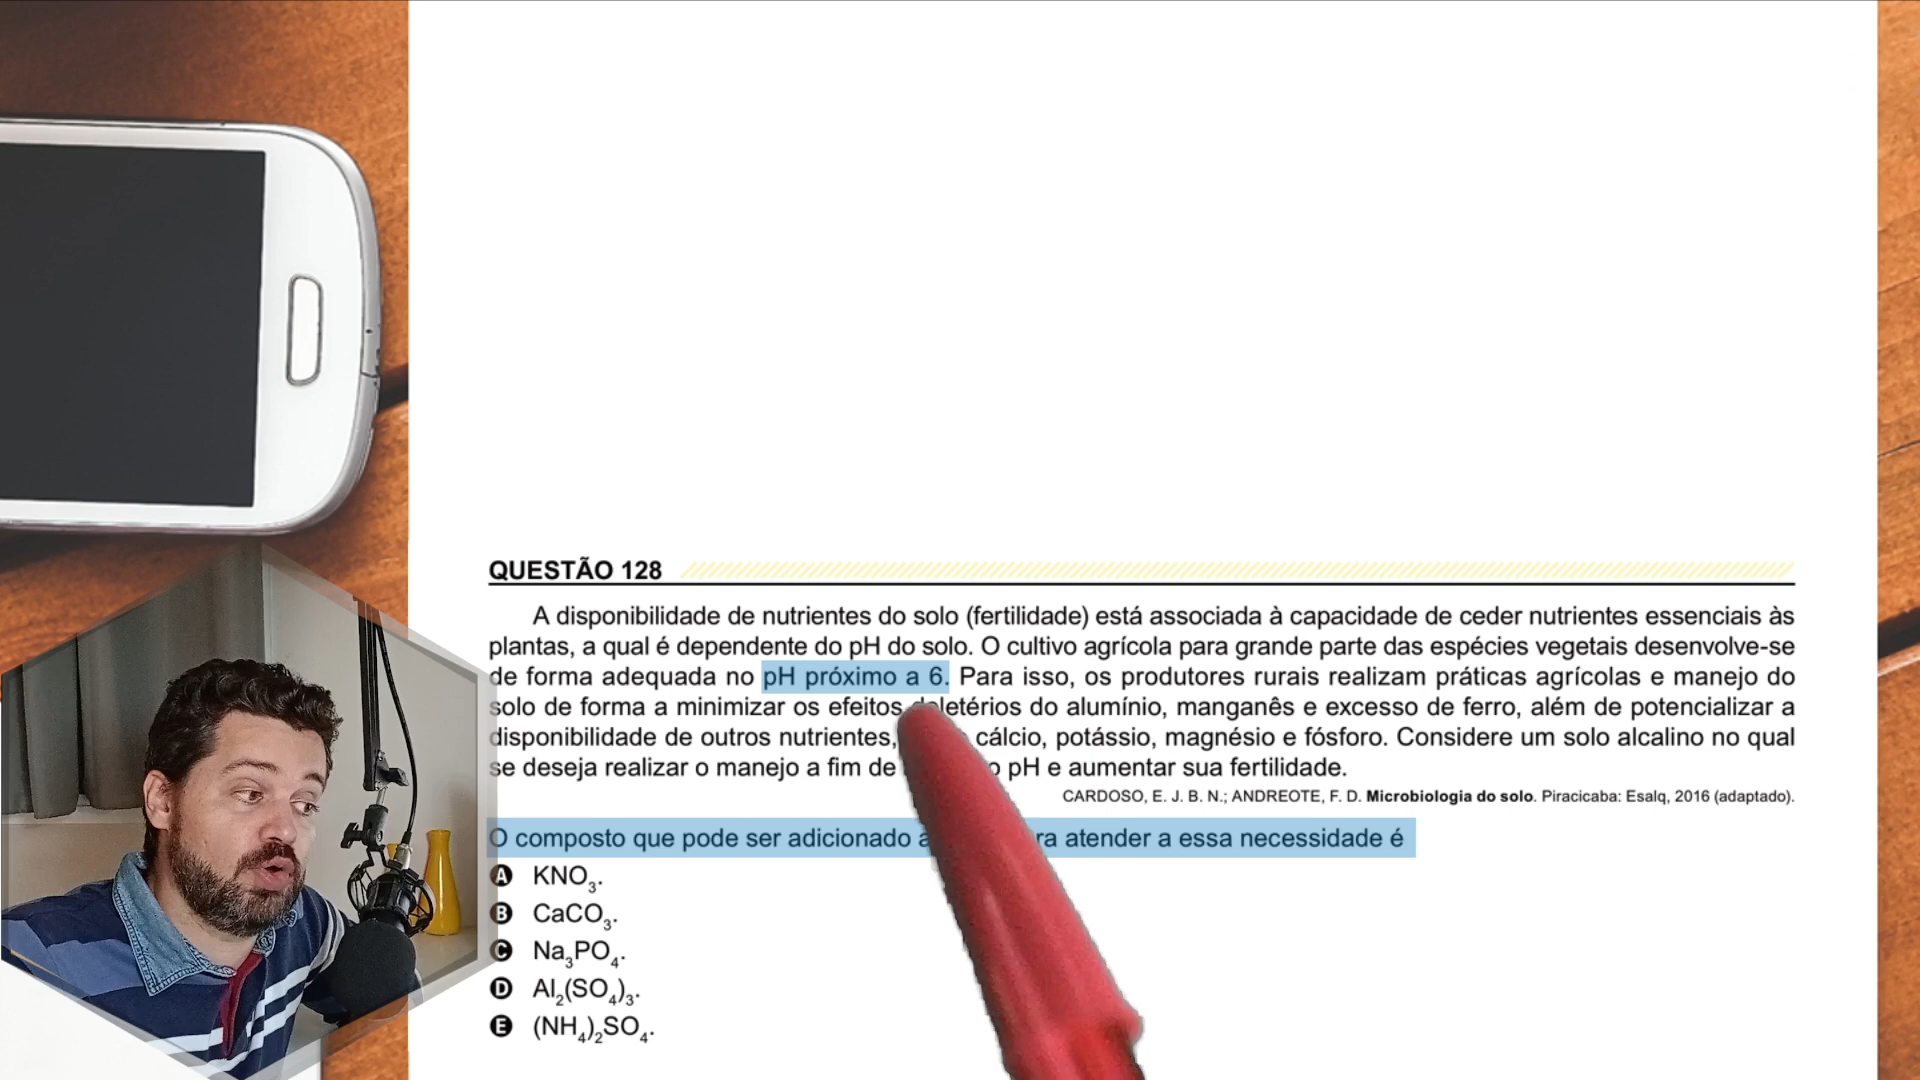 QUESTÃO 128
A disponibilidade de nutrientes do solo (fertilidade) está associada à capacidade de ceder nutrientes essenciais às
plantas, a qual é dependente do pH do solo. O cultivo agrícola para grande parte das espécies vegetais desenvolve-se
de forma adequada no pH próximo a 6. Para isso, os produtores rurais realizam práticas agrícolas e manejo do
solo de forma a minimizar os efeitos deletérios do alumínio, manganês e excesso de ferro, além de potencializar a
disponibilidade de outros nutrientes, cálcio, potássio, magnésio e fósforo. Considere um solo alcalino no qual
se deseja realizar o manejo a fim de pH e aumentar sua fertilidade.
CARDOSO, E. J. B. N.; ANDREOTE, F. D. Microbiologia do solo. Piracicaba: Esalq, 2016 (adaptado).
O composto que pode ser adicionado atender a essa necessidade é
A KNO₃.
B CaCO₃.
C Na₃PO₄.
D Al₂(SO₄)₃.
E (NH₄)₂SO₄.